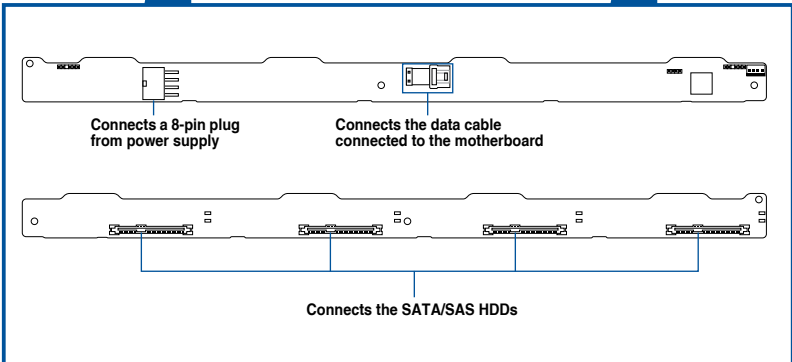 Connects a 8-pin plug
from power supply
Connects the data cable
connected to the motherboard
Connects the SATA/SAS HDDs